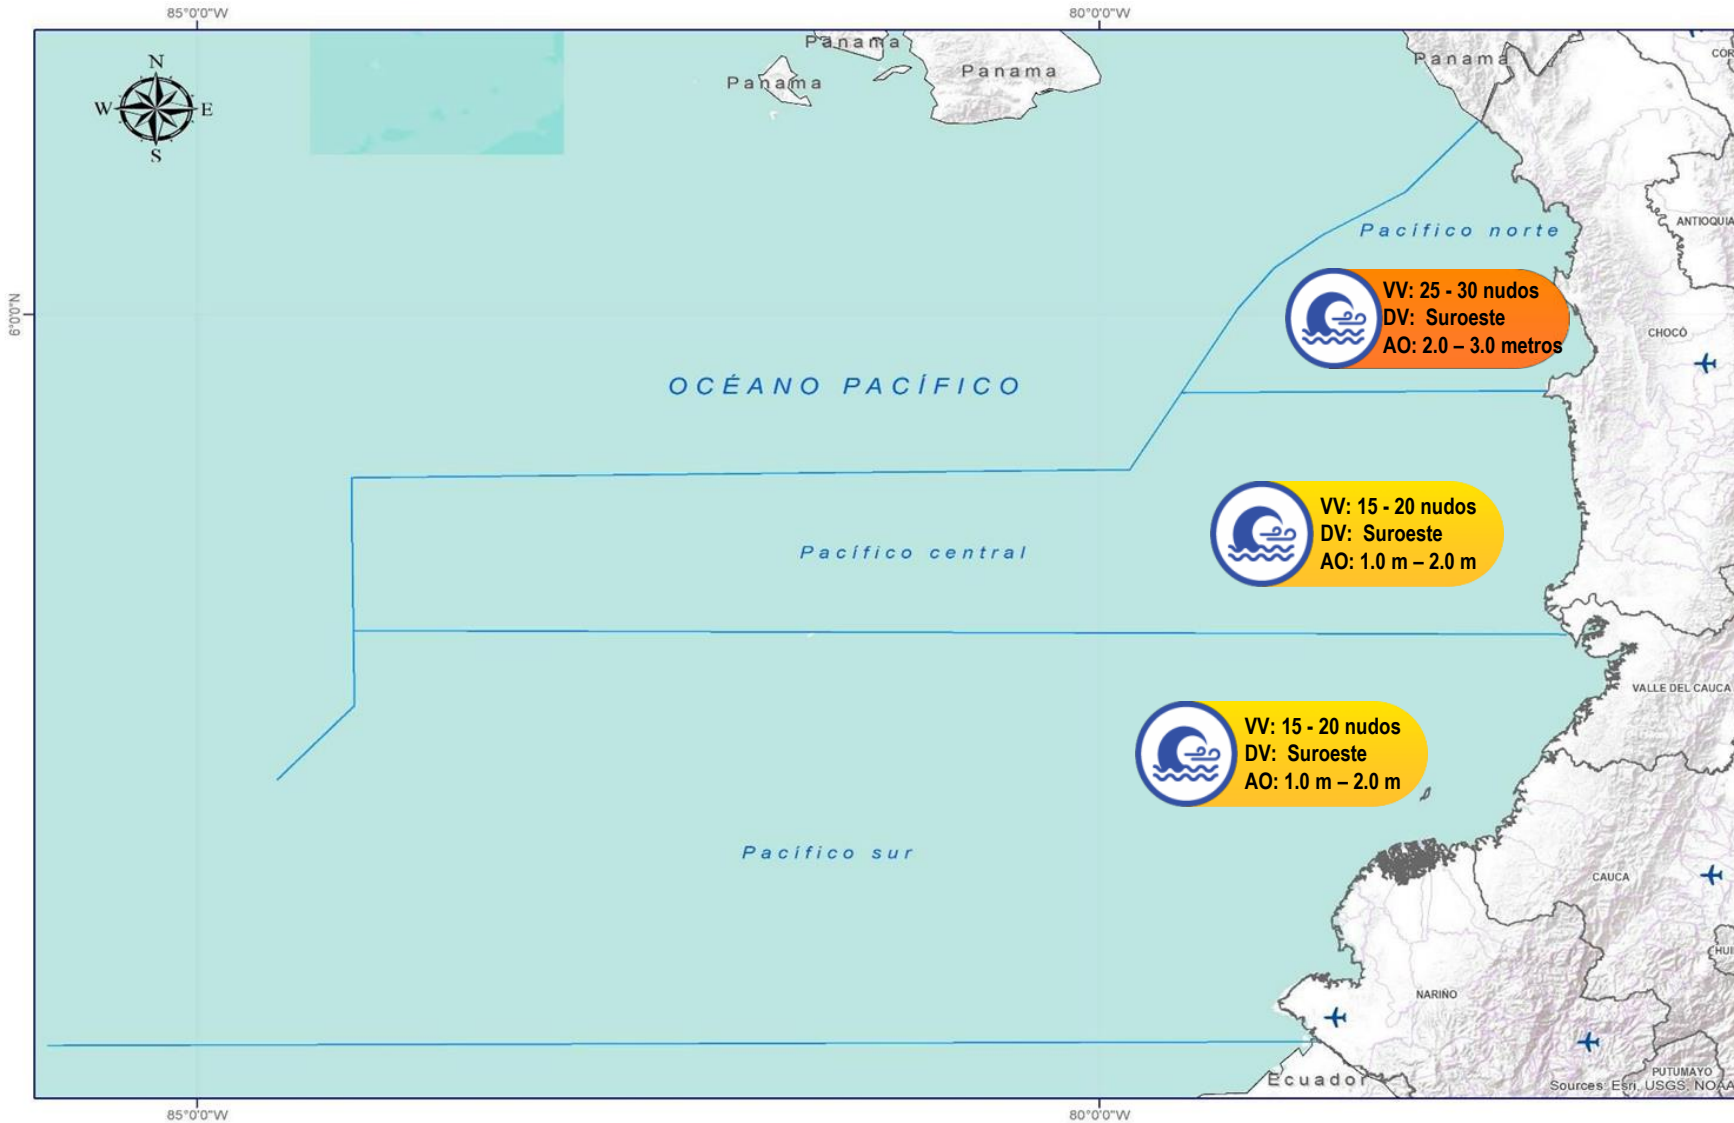 85°0'0"W
80°0'0"W
N
W
E
S
Panama
Panama
Panama
Panama
CÓR
ANTIOQUIA
Pacífico norte
6°0'0"N
VV: 25 - 30 nudos
DV: Suroeste
AO: 2.0 – 3.0 metros
CHOCÓ
OCÉANO PACÍFICO
VV: 15 - 20 nudos
DV: Suroeste
AO: 1.0 m – 2.0 m
Pacífico central
VALLE DEL CAUCA
VV: 15 - 20 nudos
DV: Suroeste
AO: 1.0 m – 2.0 m
Pacífico sur
CAUCA
HUI
NARIÑO
PUTUMAYO
Ecuador
Sources: Esri, USGS, NOAA
85°0'0"W
80°0'0"W